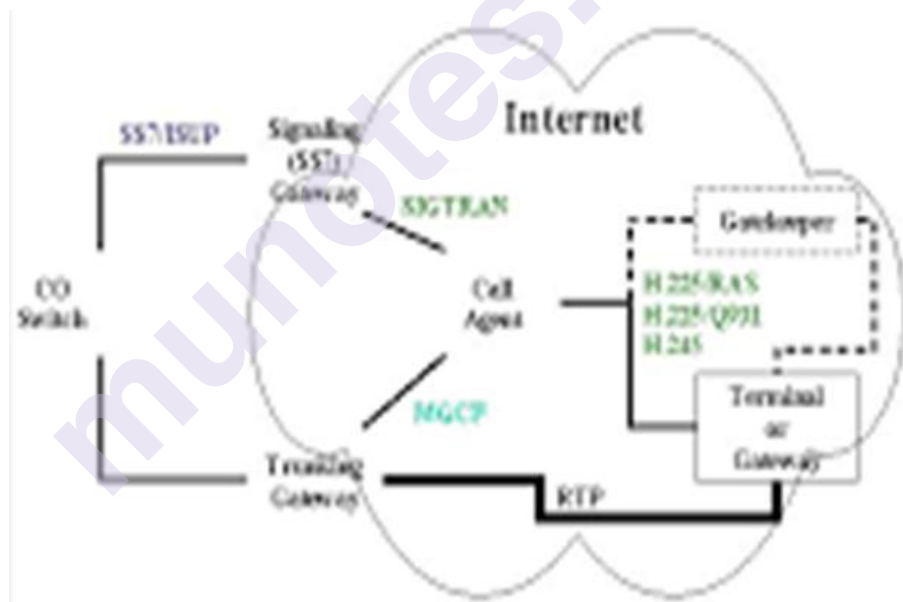 munotes.
Internet
SS7/ISUP
Signaling
(SS7)
Gateway
SIGTRAN
Gatekeeper
CO
Switch
Call
Agent
H.225/RAS
H.225/Q931
H.245
MGCP
Terminal
or
Gateway
Trunking
Gateway
RTP